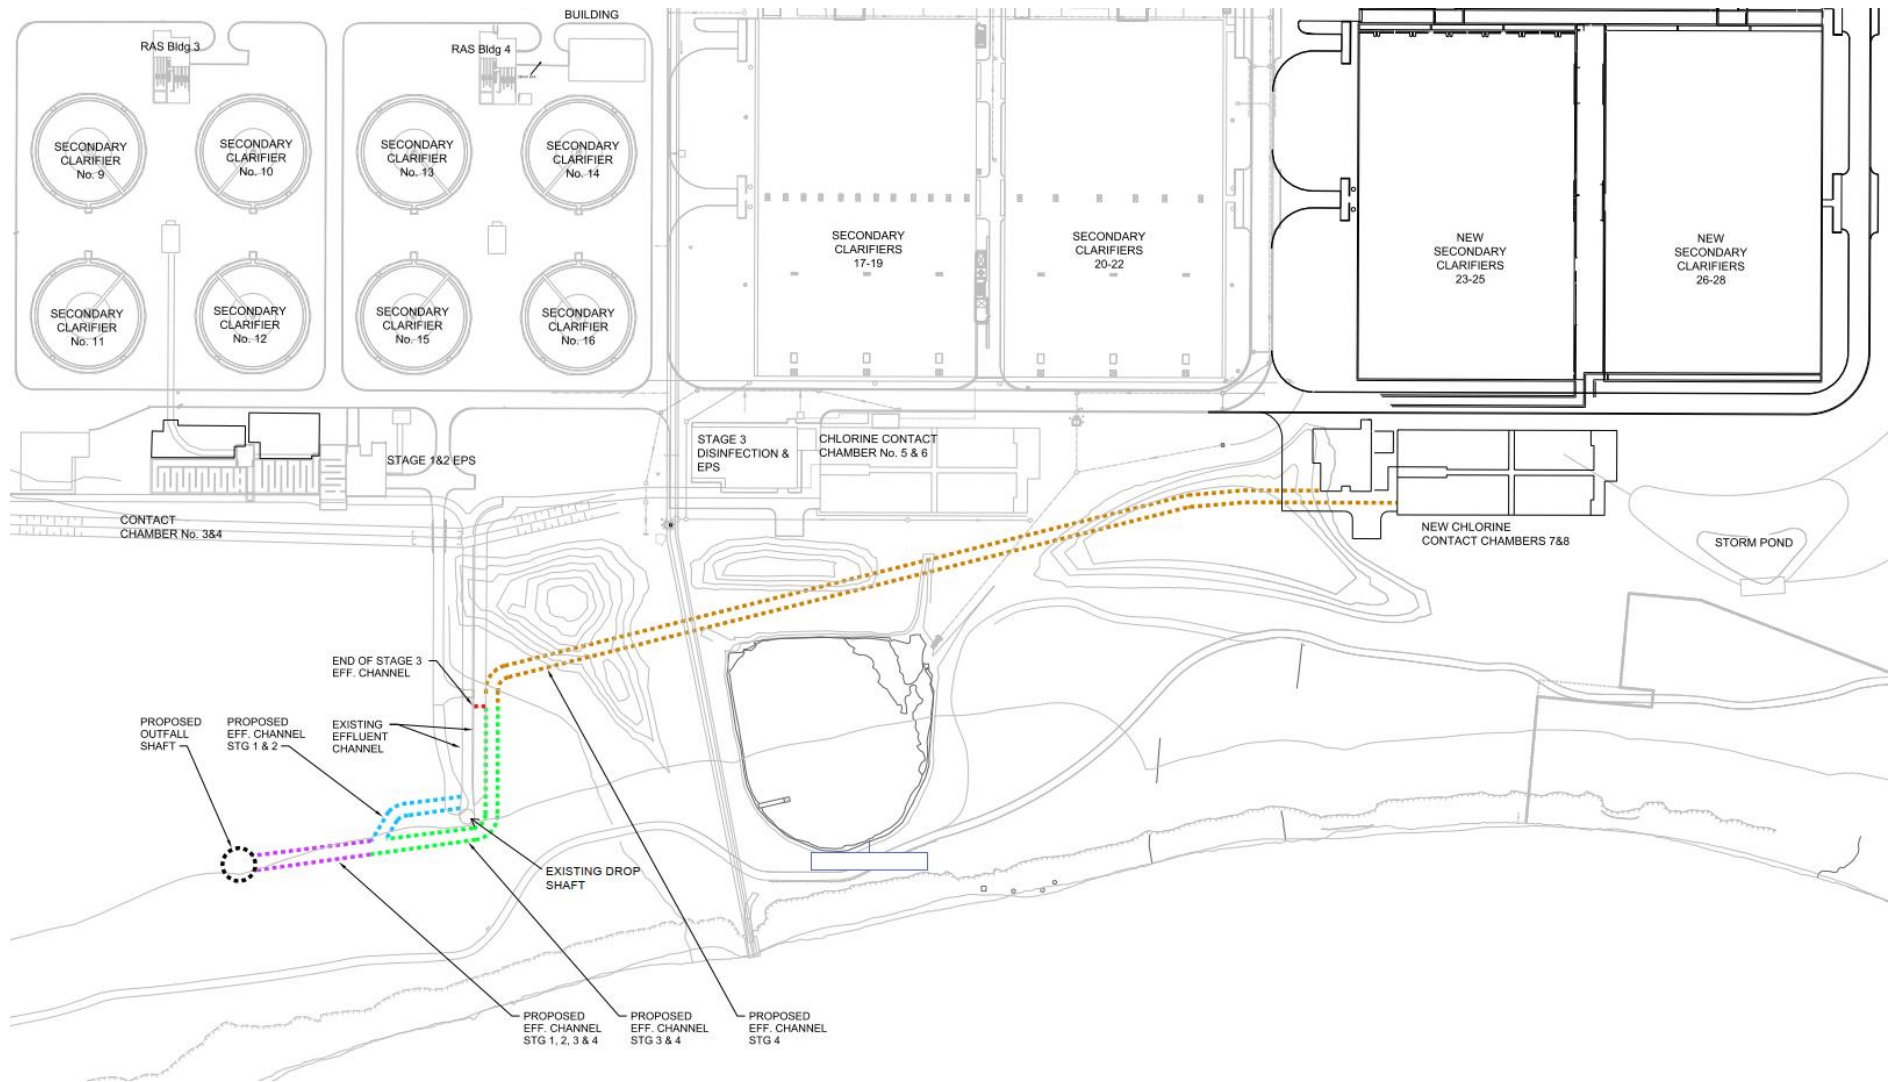 BUILDING
RAS Bldg 3
RAS Bldg 4
SECONDARY
CLARIFIER
No. 9
SECONDARY
CLARIFIER
No. 10
SECONDARY
CLARIFIER
No. 13
SECONDARY
CLARIFIER
No. 14
SECONDARY
CLARIFIERS
17-19
SECONDARY
CLARIFIERS
20-22
NEW
SECONDARY
CLARIFIERS
23-25
NEW
SECONDARY
CLARIFIERS
26-28
SECONDARY
CLARIFIER
No. 11
SECONDARY
CLARIFIER
No. 12
SECONDARY
CLARIFIER
No. 15
SECONDARY
CLARIFIER
No. 16
STAGE 1&2 EPS
STAGE 3
DISINFECTION &
EPS
CHLORINE CONTACT
CHAMBER No. 5 & 6
CONTACT
CHAMBER No. 3&4
NEW CHLORINE
CONTACT CHAMBERS 7&8
STORM POND
END OF STAGE 3
EFF. CHANNEL
PROPOSED
OUTFALL
SHAFT
PROPOSED
EFF. CHANNEL
STG 1 & 2
EXISTING
EFFLUENT
CHANNEL
EXISTING DROP
SHAFT
PROPOSED
EFF. CHANNEL
STG 1, 2, 3 & 4
PROPOSED
EFF. CHANNEL
STG 3 & 4
PROPOSED
EFF. CHANNEL
STG 4